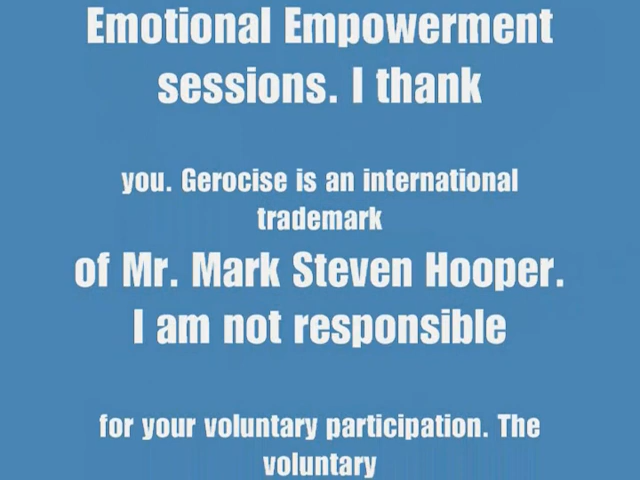 Emotional Empowerment
sessions. I thank
you. Gerocise is an international
trademark
of Mr. Mark Steven Hooper.
I am not responsible
for your voluntary participation. The
voluntary